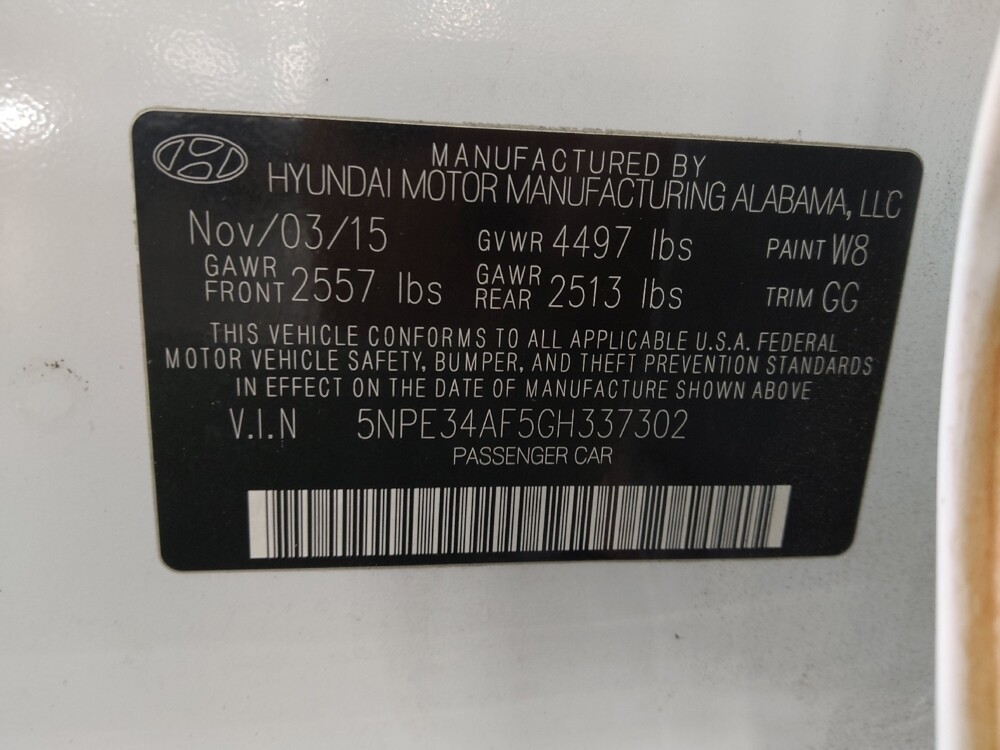 MANUFACTURED BY
HYUNDAI MOTOR MANUFACTURING ALABAMA, LLC
Nov/03/15 GVWR 4497 lbs PAINT W8
GAWR FRONT 2557 lbs GAWR REAR 2513 lbs TRIM GG
THIS VEHICLE CONFORMS TO ALL APPLICABLE U.S.A. FEDERAL
MOTOR VEHICLE SAFETY, BUMPER, AND THEFT PREVENTION STANDARDS
IN EFFECT ON THE DATE OF MANUFACTURE SHOWN ABOVE
V.I.N 5NPE34AF5GH337302
PASSENGER CAR